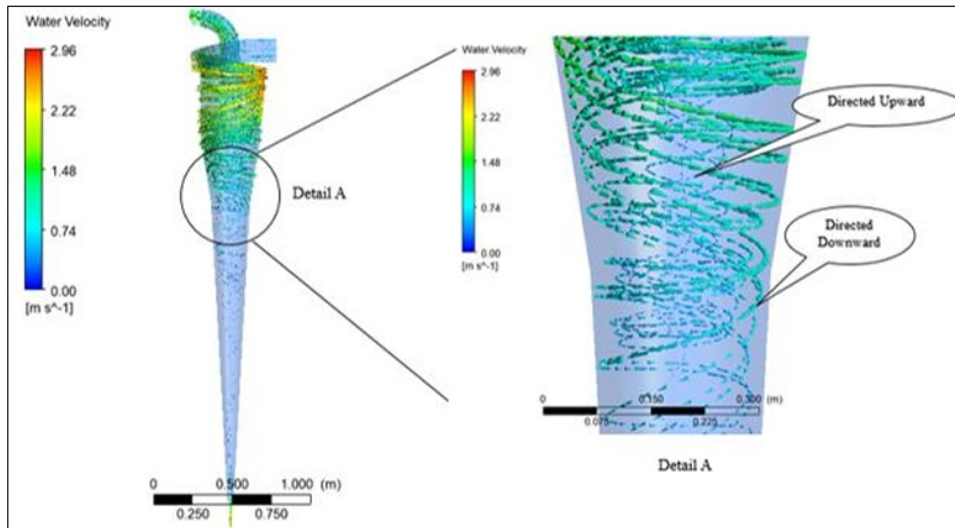 Water Velocity
2.96
2.22
1.48
0.74
0.00
[m s^-1]
Detail A
0 0.500 1.000 (m)
0.250 0.750
Water Velocity
2.96
2.22
1.48
0.74
0.00
[m s^-1]
Directed Upward
Directed
Downward
0 0.150 0.300 (m)
0.075 0.225
Detail A